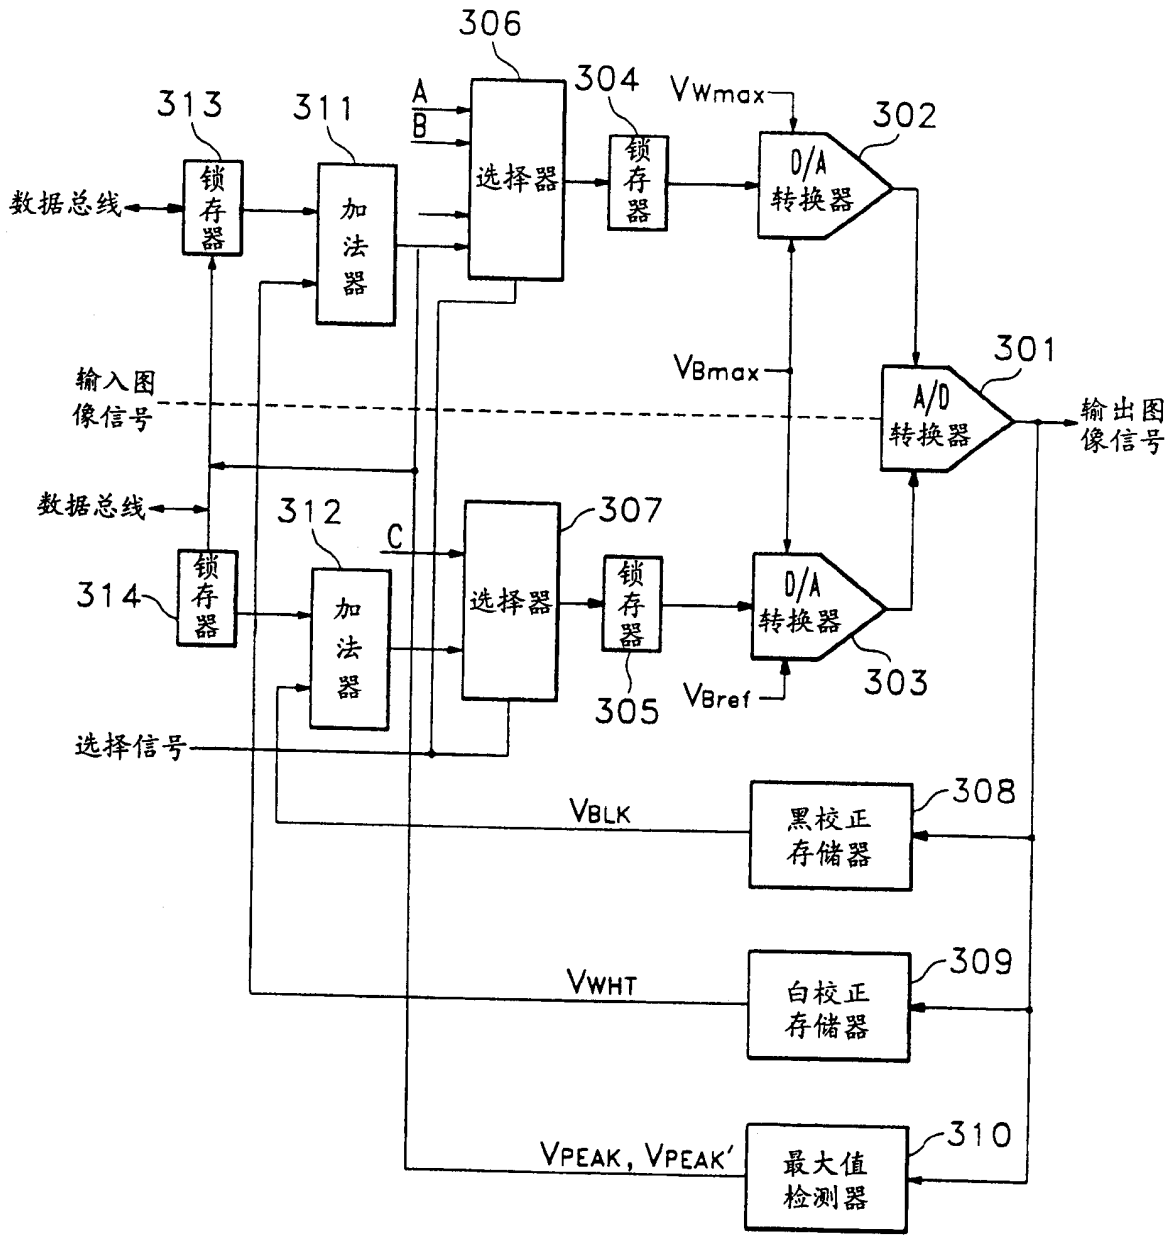 306
313
311
A
B
304
VWmax
302
锁存器
加法器
选择器
锁存器
D/A
转换器
数据总线
VBmax
301
输入图
像信号
A/D
转换器
输出图
像信号
数据总线
312
C
307
锁存器
314
加法器
选择器
锁存器
D/A
转换器
305
VBref
303
选择信号
VBLK
308
黑校正
存储器
VWHT
309
白校正
存储器
VPEAK, VPEAK'
310
最大值
检测器